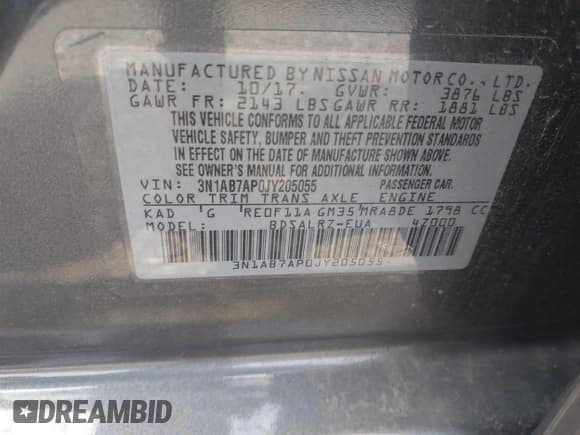 MANUFACTURED BY NISSAN MOTOR CO., LTD.
DATE: 10/17. GVWR: 3876 LBS
GAWR FR: 2143 LBS GAWR RR: 1881 LBS
THIS VEHICLE CONFORMS TO ALL APPLICABLE FEDERAL MOTOR
VEHICLE SAFETY, BUMPER AND THEFT PREVENTION STANDARDS
IN EFFECT ON THE DATE OF MANUFACTURE SHOWN ABOVE.
SEE OWNER'S MANUAL FOR ADDITIONAL INFORMATION.
VIN: 3N1AB7AP0JY205055 PASSENGER CAR.
COLOR TRIM TRANS AXLE ENGINE
KAD G RE0F11A GM35 MRA8DE 1798 CC
MODEL: BDSALRZ-EUA 4Z000
3N1AB7AP0JY205055
DREAMBID